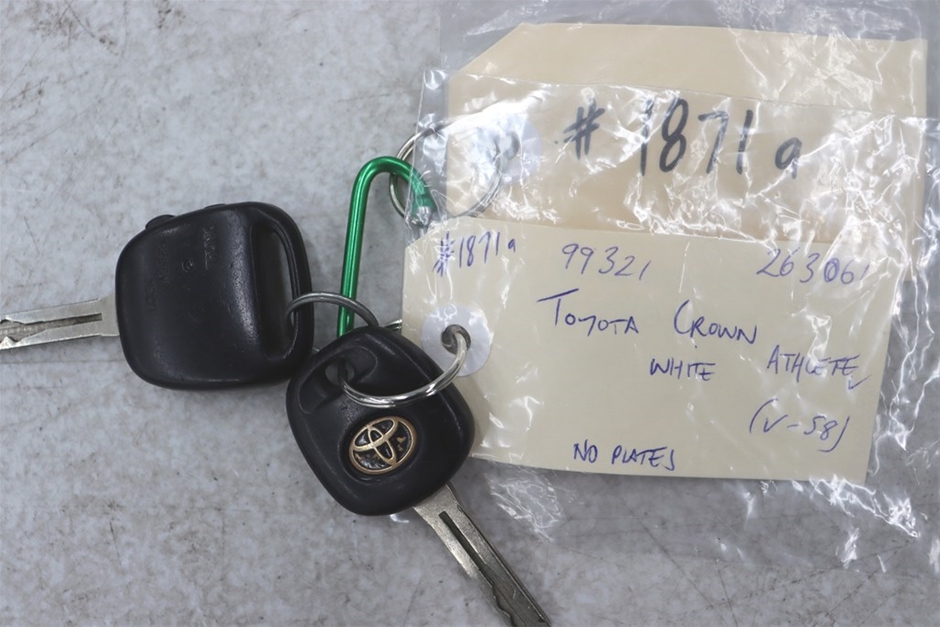 # 1871a
#1871a 99321 263061
TOYOTA CROWN
WHITE ATHLETE
(V-58)
NO PLATES